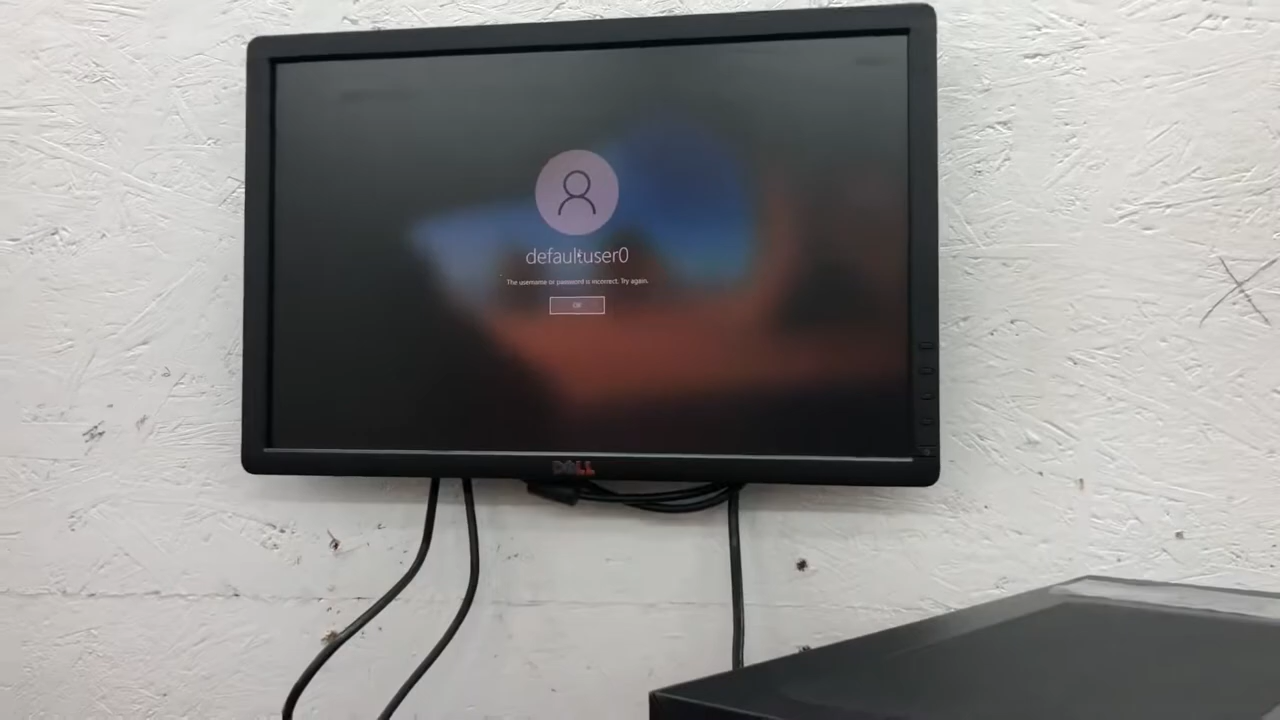 defaultuser0
The username or password is incorrect. Try again.
OK
DELL